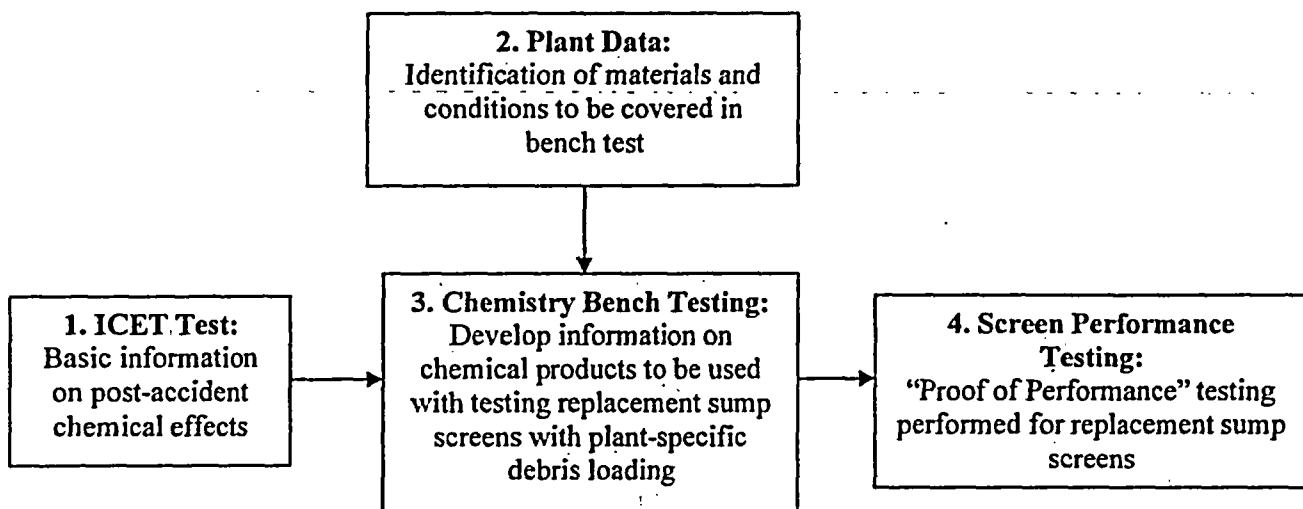 2. Plant Data:
Identification of materials and
conditions to be covered in
bench test
1. ICET Test:
Basic information
on post-accident
chemical effects
3. Chemistry Bench Testing:
Develop information on
chemical products to be used
with testing replacement sump
screens with plant-specific
debris loading
4. Screen Performance
Testing:
“Proof of Performance” testing
performed for replacement sump
screens